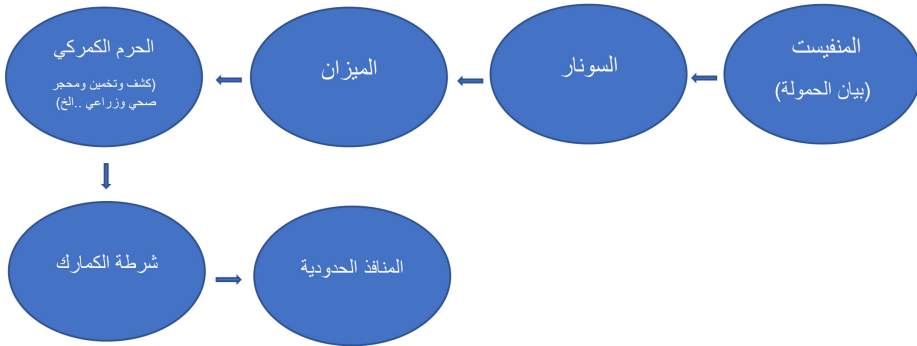 المنفيست
(بيان الحمولة)
السونار
الميزان
الحرم الكمركي
(كشف وتخمين ومحجر
صحي وزراعي ..الخ)
شرطة الكمارك
المنافذ الحدودية